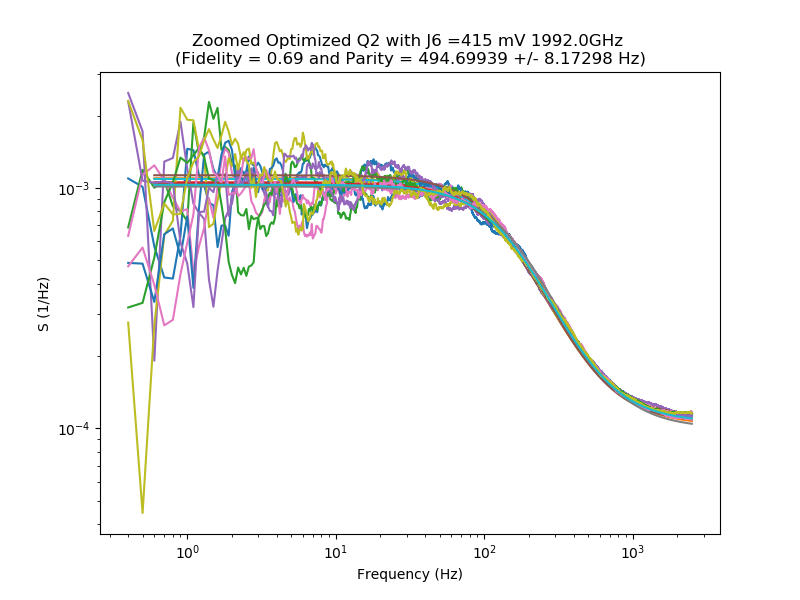 Zoomed Optimized Q2 with J6 =415 mV 1992.0GHz
(Fidelity = 0.69 and Parity = 494.69939 +/- 8.17298 Hz)
S (1/Hz)
10⁻³
10⁻⁴
10⁰ 10¹ 10² 10³
Frequency (Hz)